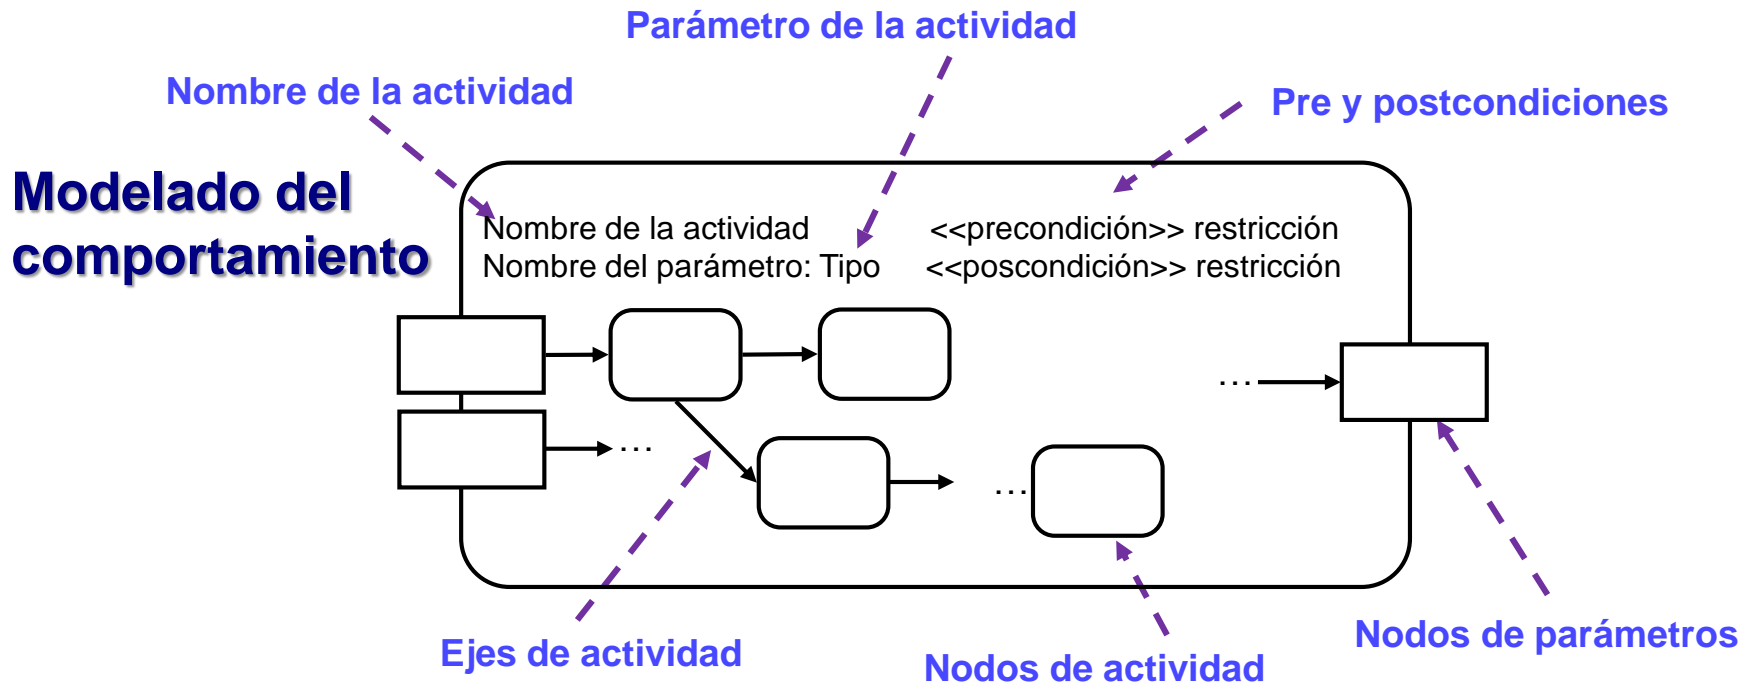 Parámetro de la actividad
Nombre de la actividad
Pre y postcondiciones
Modelado del
comportamiento
Nombre de la actividad <<precondición>> restricción
Nombre del parámetro: Tipo <<poscondición>> restricción
...
...
...
Ejes de actividad
Nodos de actividad
Nodos de parámetros